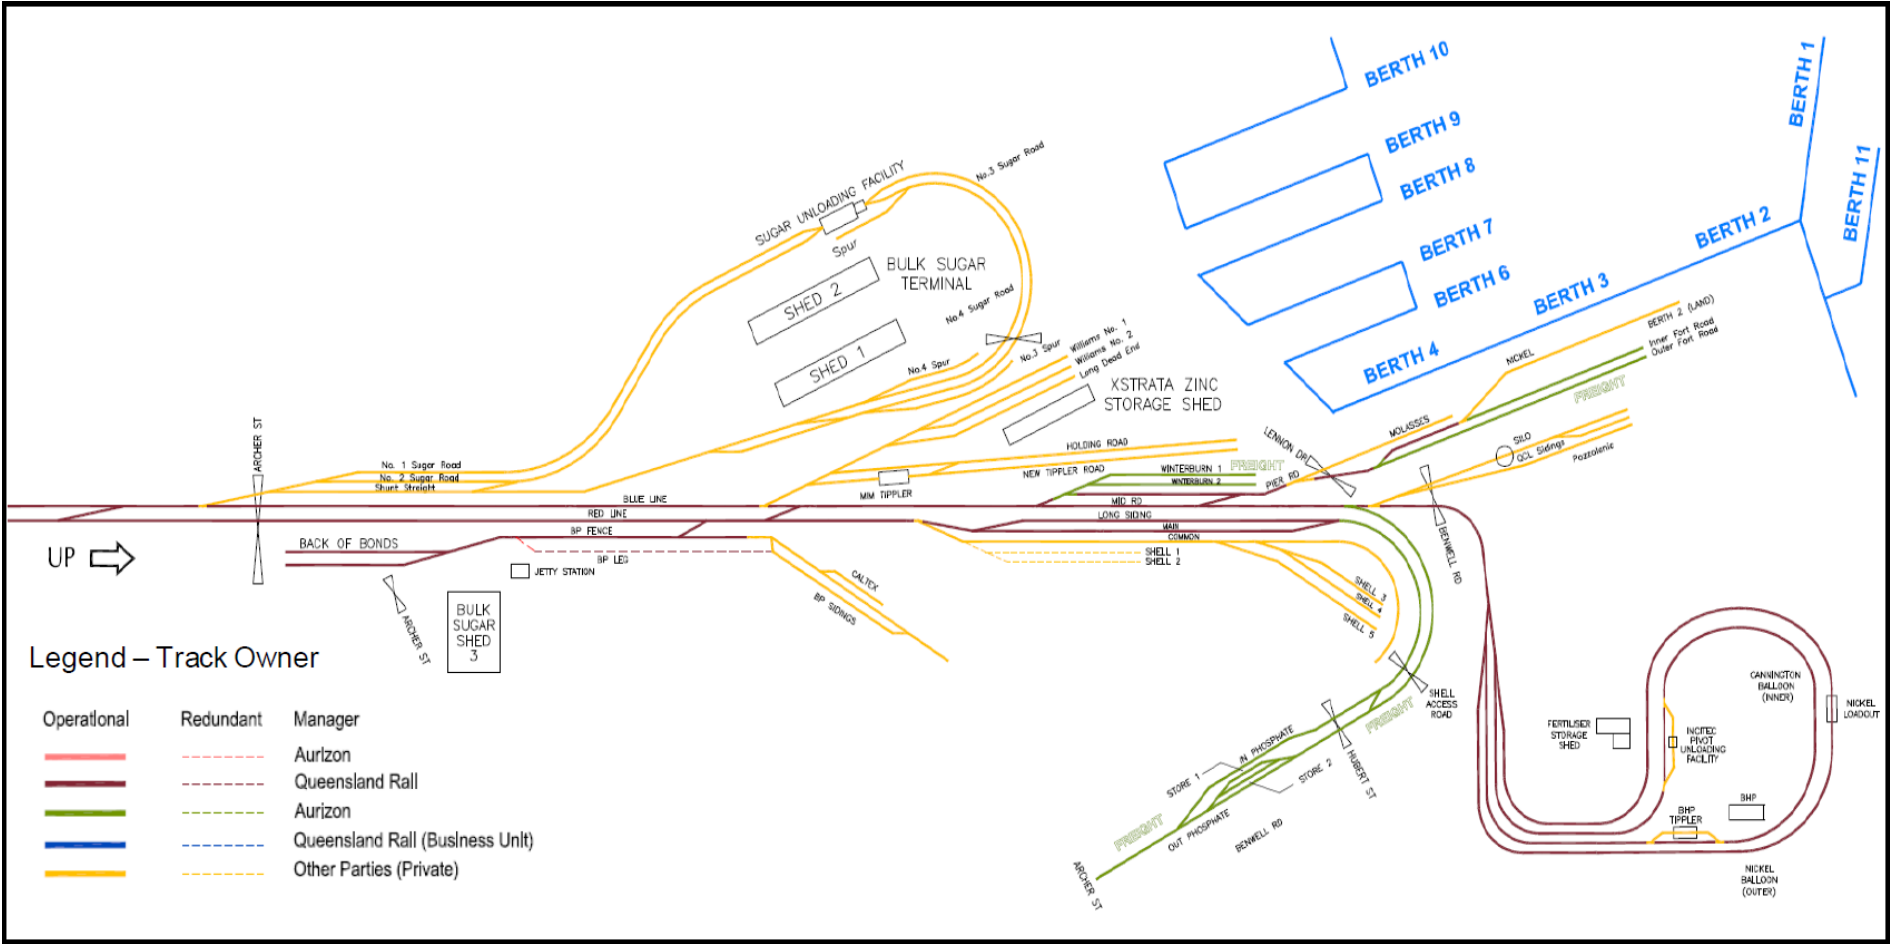 BERTH 10
BERTH 9
BERTH 8
BERTH 7
BERTH 6
BERTH 4
BERTH 3
BERTH 2
BERTH 1
BERTH 11
No.3 Sugar Road
SUGAR UNLOADING FACILITY
Spur
BULK SUGAR
TERMINAL
SHED 2
SHED 1
No.4 Sugar Road
No.4 Spur
No.3 Spur
Williams No. 1
Williams No. 2
Long Dead End
XSTRATA ZINC
STORAGE SHED
BERTH 2 (LAND)
NICKEL
Inner Fort Road
Outer Fort Road
FREIGHT
MOLASSES
LENNON DR
SILO
QCL Sidings
Pozzolanic
ARCHER ST
No. 1 Sugar Road
No. 2 Sugar Road
Shunt Streight
HOLDING ROAD
NEW TIPPLER ROAD
MIM TIPPLER
WINTERBURN 1
FREIGHT
WINTERBURN 2
PIER RD
BLUE LINE
MID RD
RED LINE
LONG SIDING
BP FENCE
MAIN
COMMON
BENWELL RD
UP
BACK OF BONDS
BP LEG
SHELL 1
SHELL 2
JETTY STATION
CALTEX
BP SIDINGS
SHELL 3
SHELL 4
SHELL 5
ARCHER ST
BULK
SUGAR
SHED
3
SHELL
ACCESS
ROAD
FREIGHT
HUBERT ST
IN PHOSPHATE
STORE 1
STORE 2
OUT PHOSPHATE
FREIGHT
BENWELL RD
ARCHER ST
CANNINGTON
BALLOON
(INNER)
NICKEL
LOADOUT
FERTILISER
STORAGE
SHED
INCITEC
PIVOT
UNLOADING
FACILITY
BHP
TIPPLER
BHP
NICKEL
BALLOON
(OUTER)
Legend – Track Owner
Operational Redundant Manager
Aurizon
Queensland Rail
Aurizon
Queensland Rail (Business Unit)
Other Parties (Private)